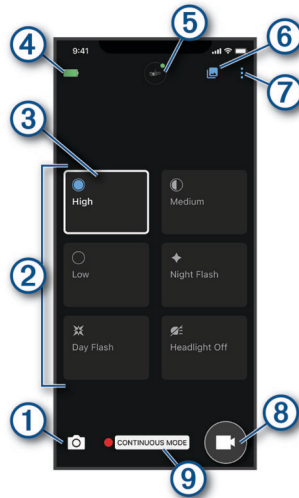 4
5
6
9:41
7
3
High
Medium
2
Low
Night Flash
Day Flash
Headlight Off
1
CONTINUOUS MODE
8
9